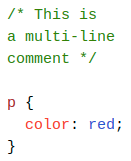 /* This is
a multi-line
comment */

p {
  color: red;
}